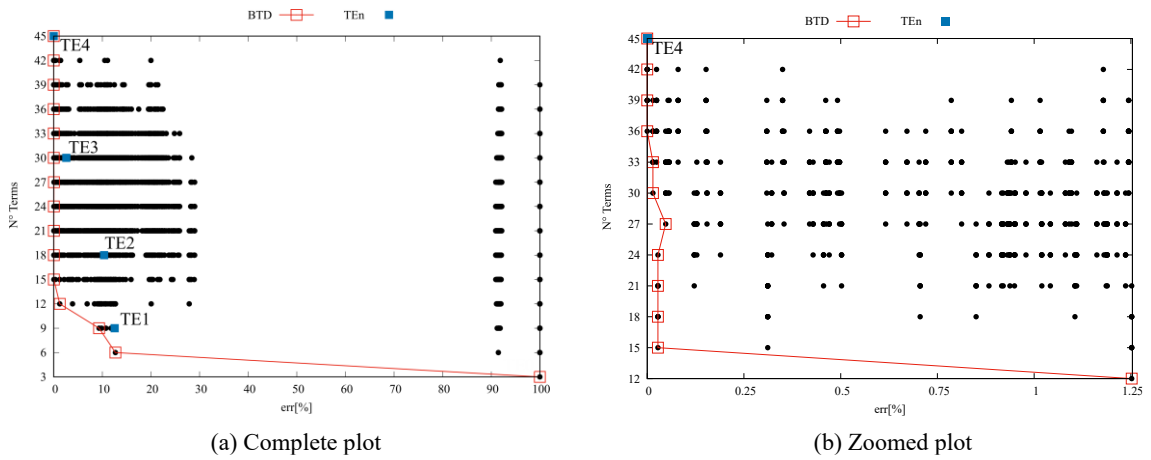 BTD TEn
45
42
39
36
33
30
27
24
21
18
15
12
9
6
3
N° Terms
TE4
TE3
TE2
TE1
0 10 20 30 40 50 60 70 80 90 100
err[%]
(a) Complete plot
BTD TEn
45
42
39
36
33
30
27
24
21
18
15
12
N° Terms
TE4
0 0.25 0.5 0.75 1 1.25
err[%]
(b) Zoomed plot